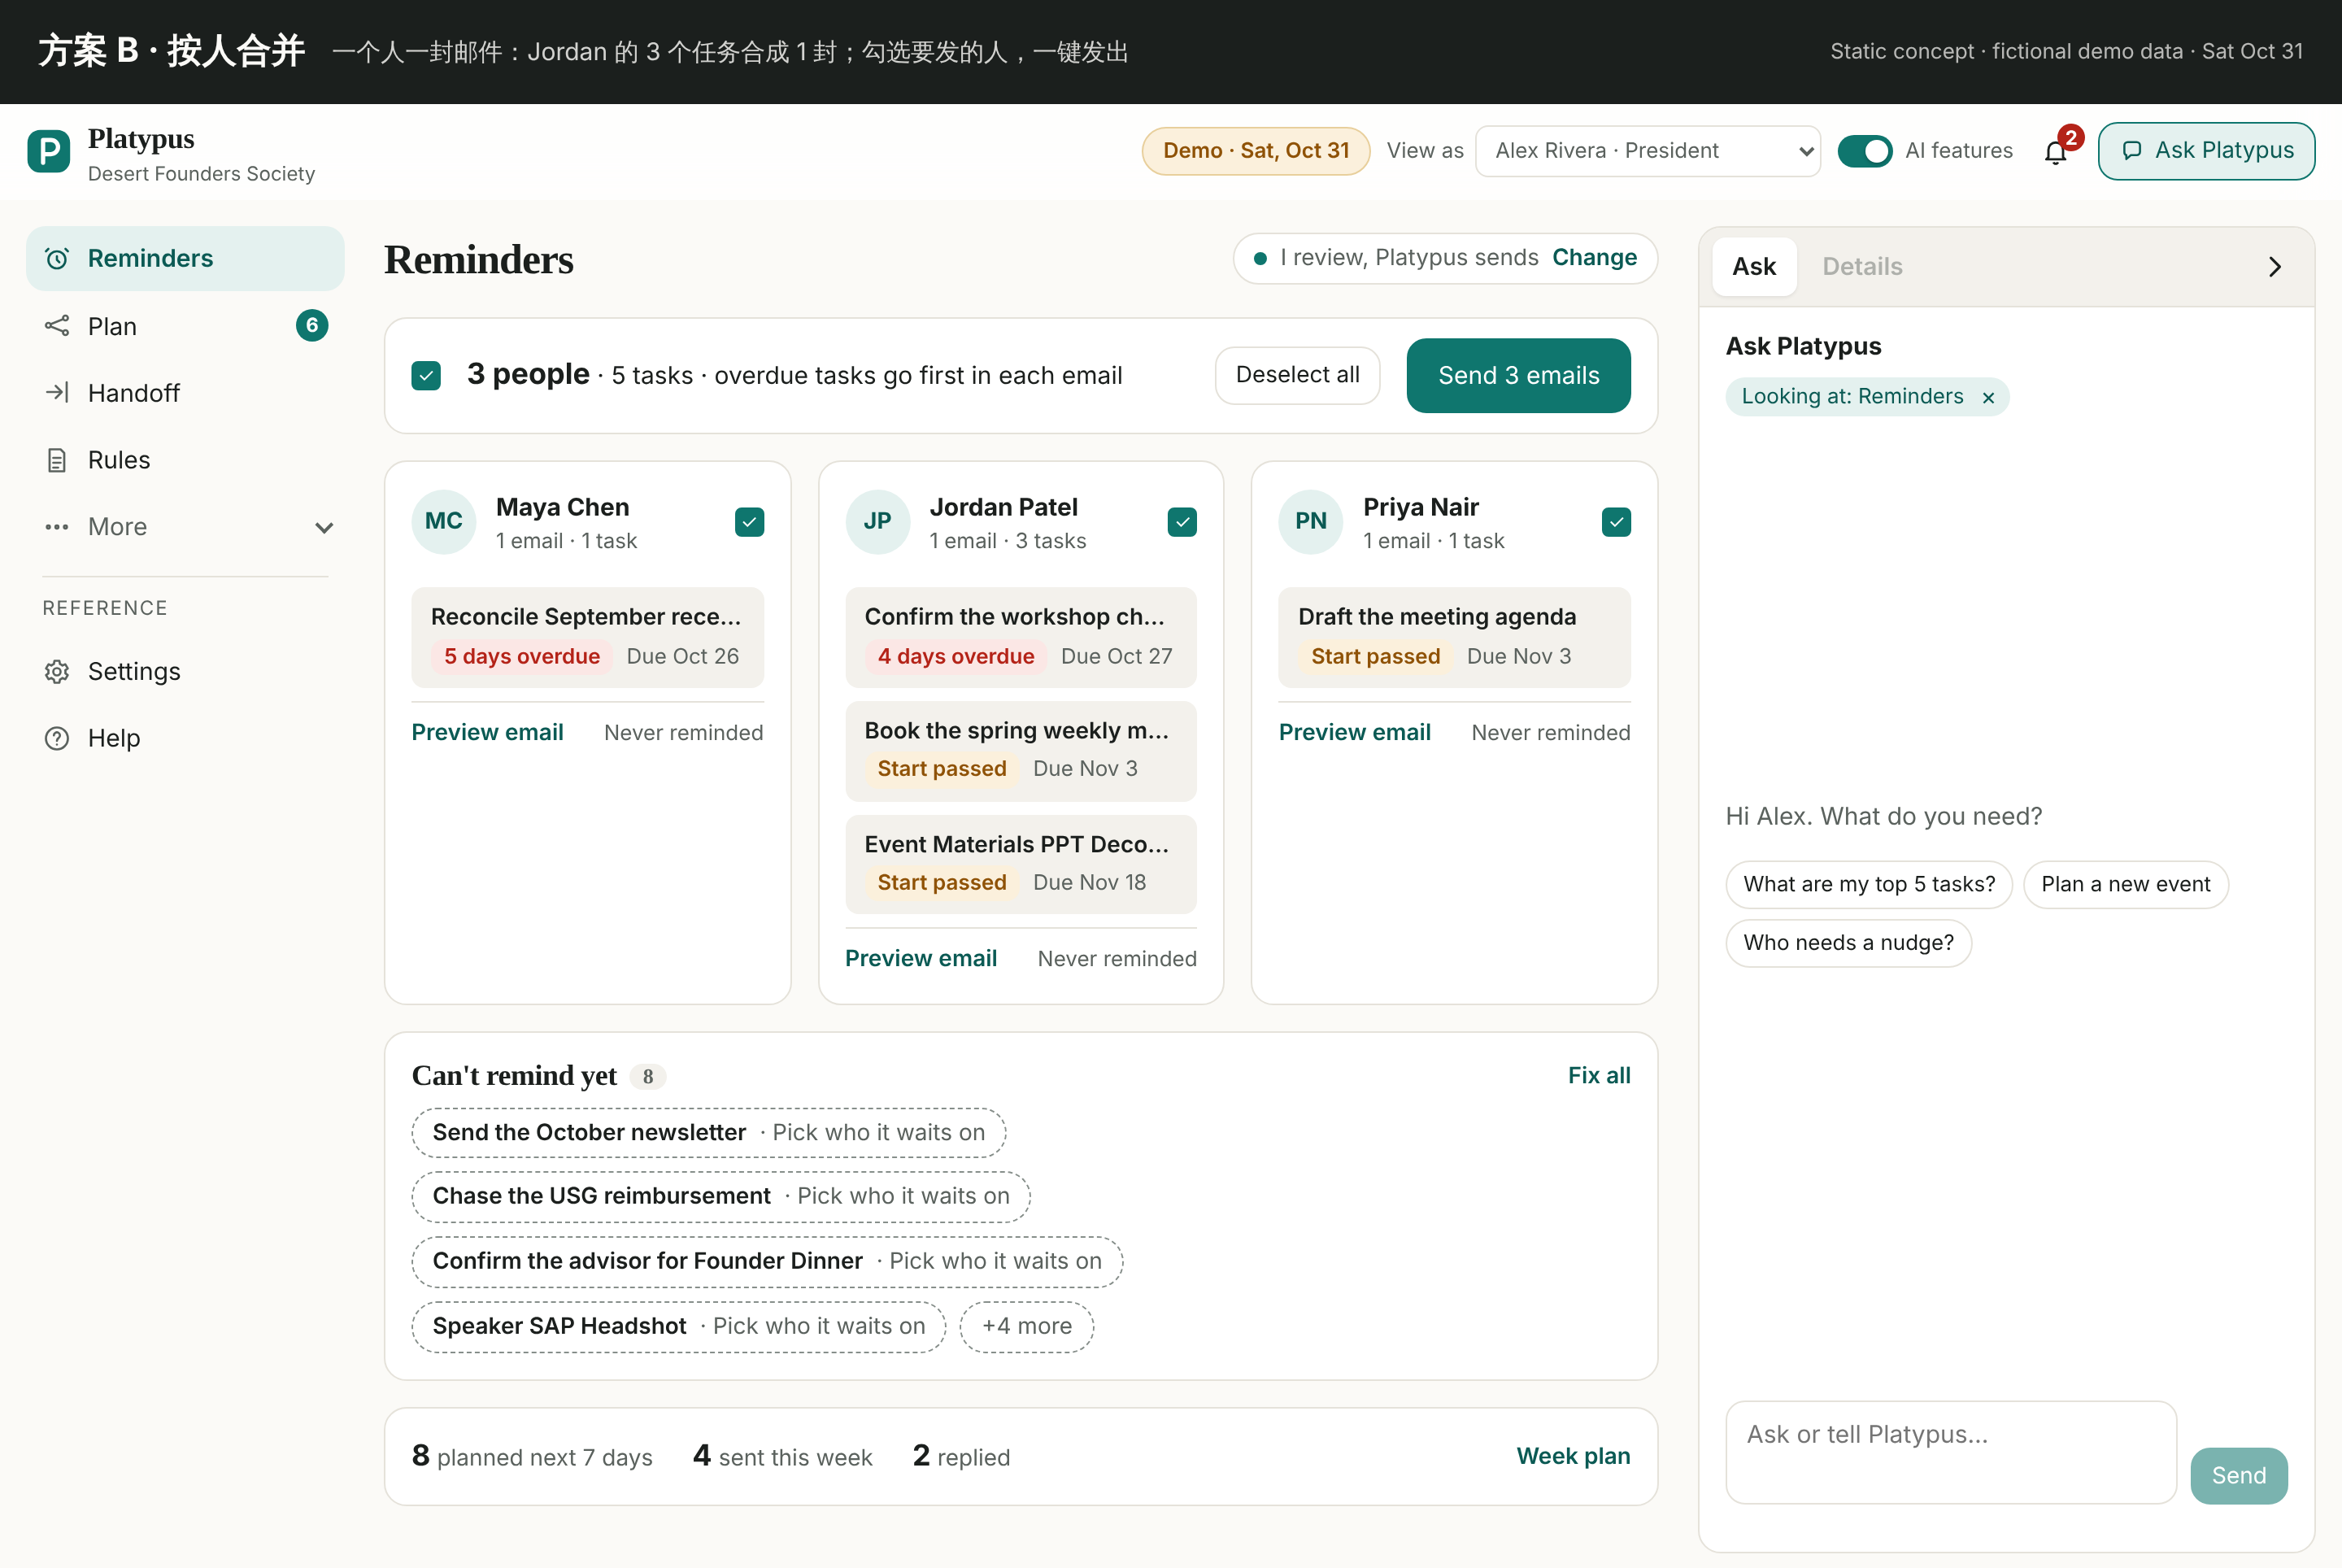 方案 B · 按人合并 一个人一封邮件：Jordan 的 3 个任务合成 1 封；勾选要发的人，一键发出
Static concept · fictional demo data · Sat Oct 31
P
Platypus
Desert Founders Society
Demo · Sat, Oct 31
View as
Alex Rivera · President
AI features
2
Ask Platypus
Reminders
Plan
6
Handoff
Rules
More
REFERENCE
Settings
Help
Reminders
I review, Platypus sends Change
3 people · 5 tasks · overdue tasks go first in each email
Deselect all
Send 3 emails
MC
Maya Chen
1 email · 1 task
Reconcile September rece...
5 days overdue Due Oct 26
Preview email Never reminded
JP
Jordan Patel
1 email · 3 tasks
Confirm the workshop ch...
4 days overdue Due Oct 27
Book the spring weekly m...
Start passed Due Nov 3
Event Materials PPT Deco...
Start passed Due Nov 18
Preview email Never reminded
PN
Priya Nair
1 email · 1 task
Draft the meeting agenda
Start passed Due Nov 3
Preview email Never reminded
Can't remind yet 8
Fix all
Send the October newsletter · Pick who it waits on
Chase the USG reimbursement · Pick who it waits on
Confirm the advisor for Founder Dinner · Pick who it waits on
Speaker SAP Headshot · Pick who it waits on
+4 more
8 planned next 7 days 4 sent this week 2 replied
Week plan
Ask
Details
Ask Platypus
Looking at: Reminders ×
Hi Alex. What do you need?
What are my top 5 tasks?
Plan a new event
Who needs a nudge?
Ask or tell Platypus...
Send